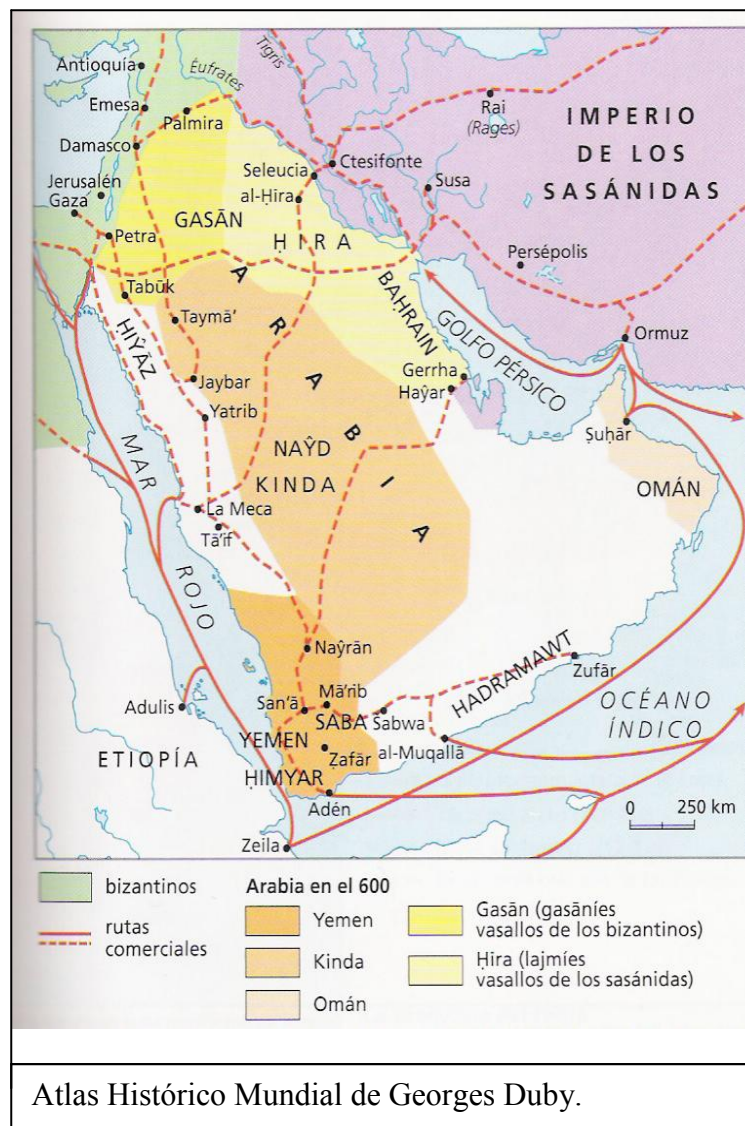 Antioquía
Éufrates
Tigris
Emesa
Palmira
Rai
(Rages)
IMPERIO
DE LOS
SASÁNIDAS
Damasco
Ctesifonte
Seleucia
Susa
Jerusalén
al-Ḥira
Gaza
GASĀN
ḤIRA
Petra
Persépolis
Tabūk
ARABIA
BAHRAIN
GOLFO PÉRSICO
Ormuz
Taymā'
ḤIŶĀZ
Jaybar
Gerrha
Haŷar
Yatrib
Ṣuḥār
NAŶD
KINDA
OMÁN
MAR ROJO
La Meca
Tā'if
Naŷrān
HADRAMAWT
Zufār
Adulis
San'ā
Mā'rib
SABA
Sabwa
OCÉANO
ÍNDICO
YEMEN
Ẓafār
al-Muqallā
ETIOPÍA
ḤIMYAR
Adén
0 250 km
Zeila
bizantinos
rutas
comerciales
Arabia en el 600
Yemen
Kinda
Omán
Gasān (gasāníes
vasallos de los bizantinos)
Ḥira (lajmíes
vasallos de los sasánidas)
Atlas Histórico Mundial de Georges Duby.